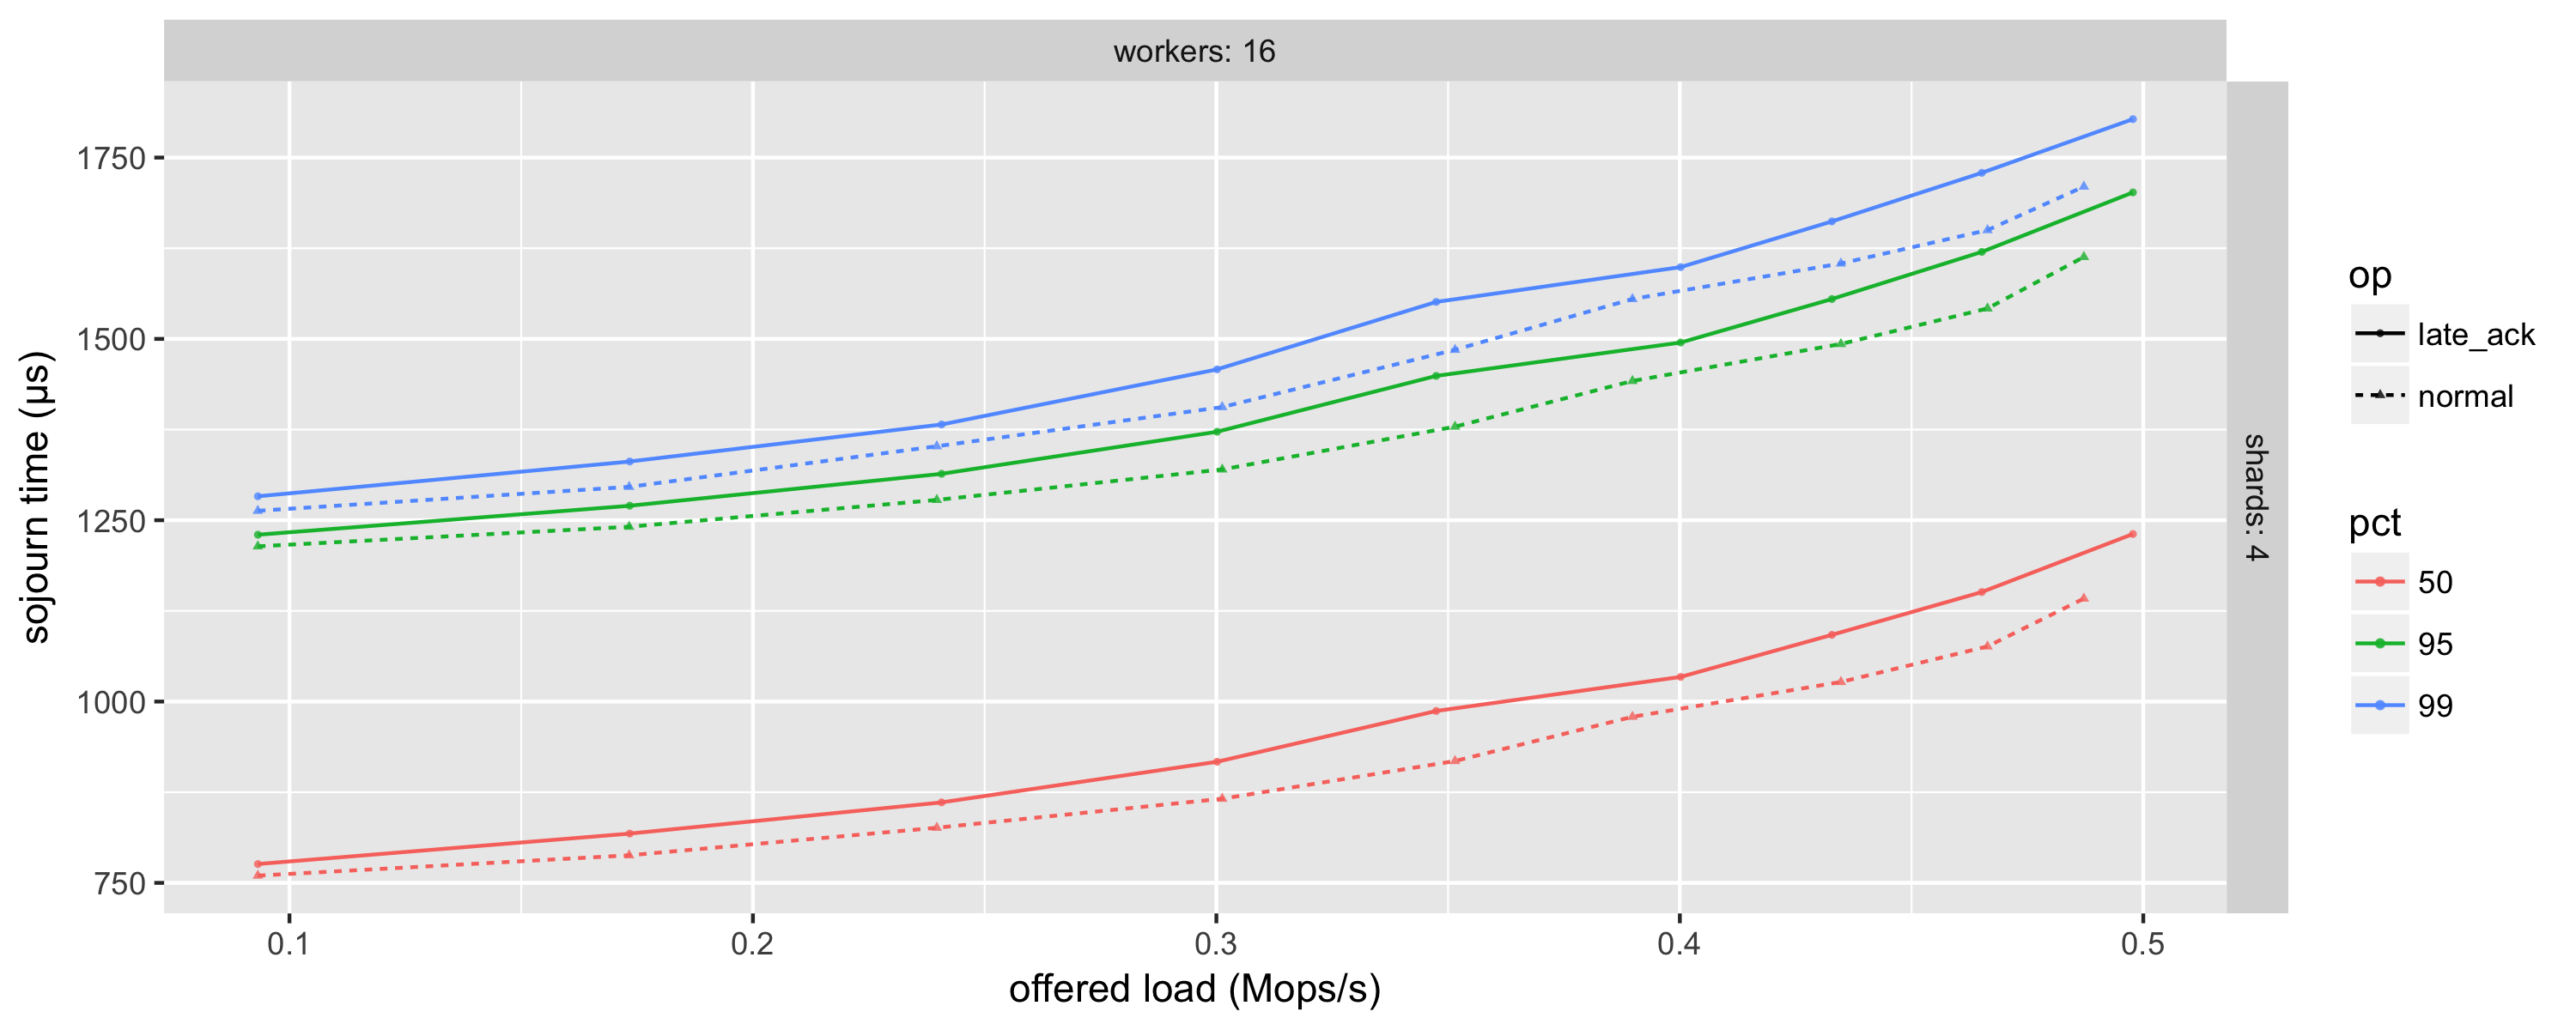 workers: 16
1750
1500
1250
1000
750
sojourn time (µs)
0.1
0.2
0.3
0.4
0.5
offered load (Mops/s)
shards: 4
op
late_ack
normal
pct
50
95
99